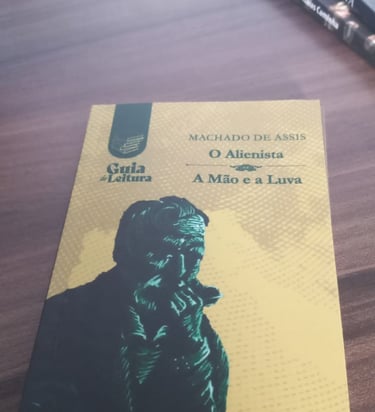 MACHADO DE ASSIS
O Alienista
A Mão e a Luva
Guia
de Leitura